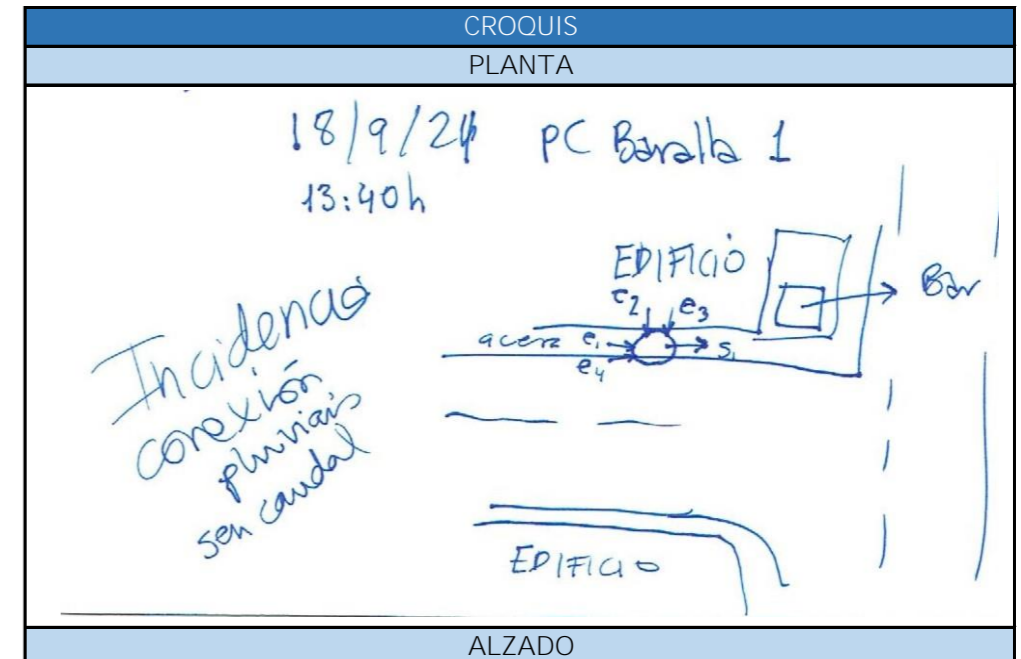 CROQUIS
PLANTA
18/9/24 PC Baralla 1
13:40h
EDIFICIO
Bar
e2 e3
acera e1 s1
e4
Incidencia
conexión
pluviais
sen caudal
EDIFICIO
ALZADO